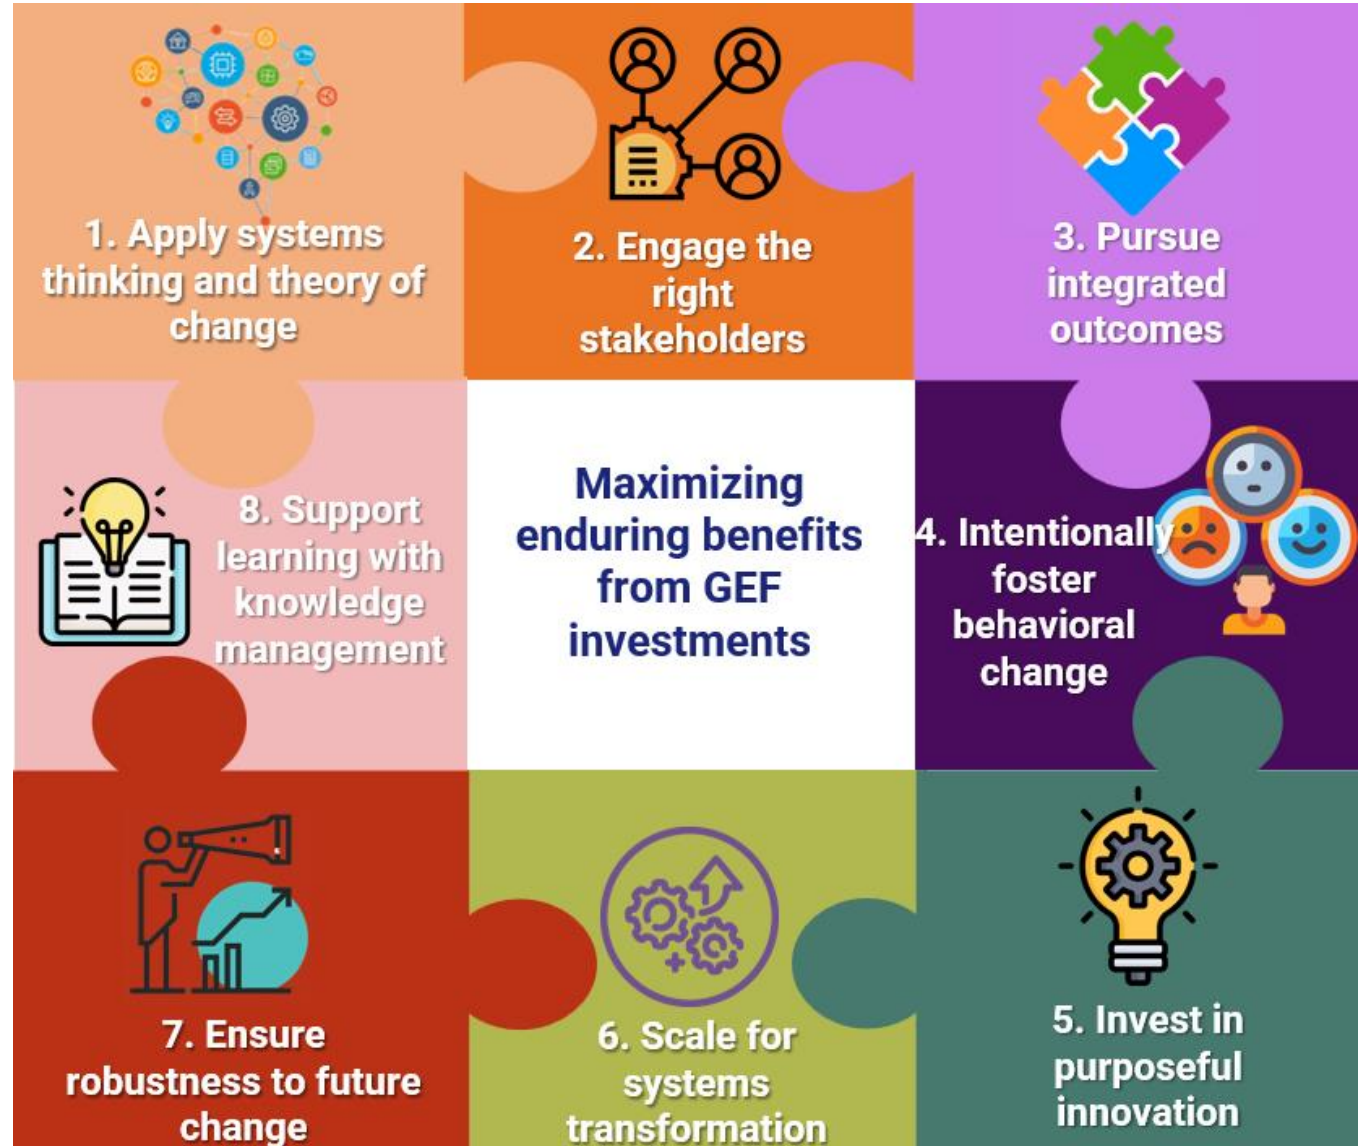 1. Apply systems
thinking and theory of
change
2. Engage the
right
stakeholders
3. Pursue
integrated
outcomes
8. Support
learning with
knowledge
management
Maximizing
enduring benefits
from GEF
investments
4. Intentionally
foster
behavioral
change
7. Ensure
robustness to future
change
6. Scale for
systems
transformation
5. Invest in
purposeful
innovation